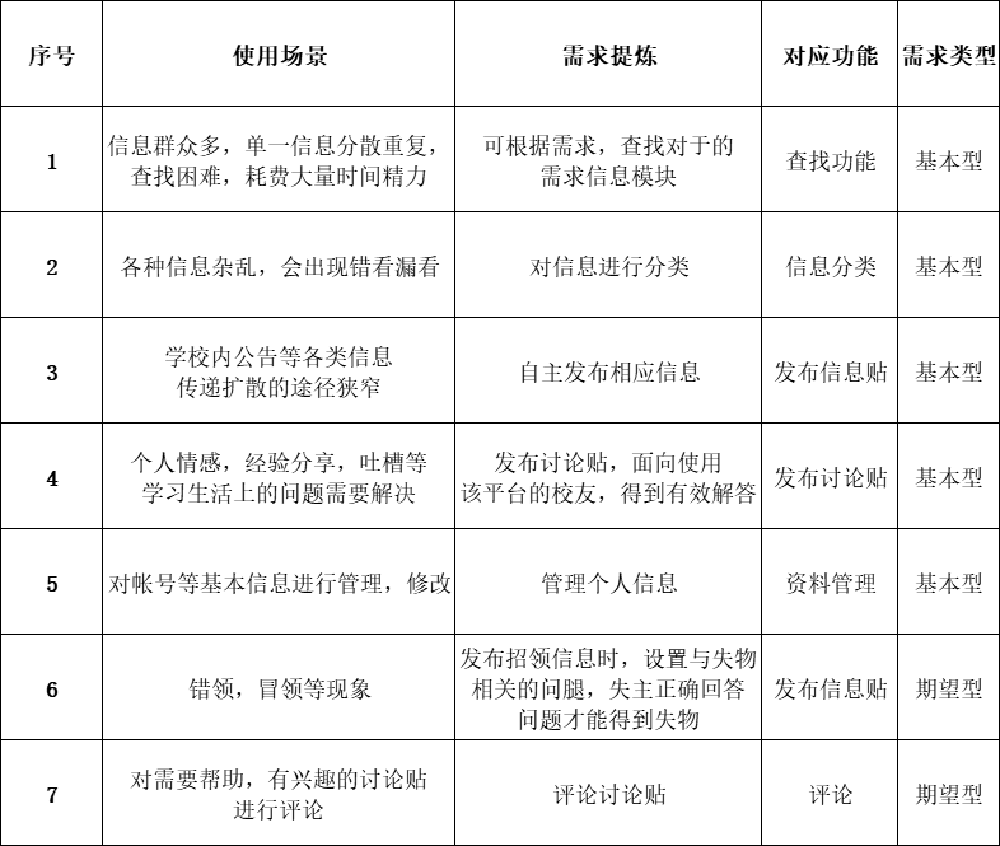 序号 使用场景 需求提炼 对应功能 需求类型
1 信息群众多，单一信息分散重复，
查找困难，耗费大量时间精力 可根据需求，查找对于的
需求信息模块 查找功能 基本型
2 各种信息杂乱，会出现错看漏看 对信息进行分类 信息分类 基本型
3 学校内公告等各类信息
传递扩散的途径狭窄 自主发布相应信息 发布信息贴 基本型
4 个人情感，经验分享，吐槽等
学习生活上的问题需要解决 发布讨论贴，面向使用
该平台的校友，得到有效解答 发布讨论贴 基本型
5 对帐号等基本信息进行管理，修改 管理个人信息 资料管理 基本型
6 错领，冒领等现象 发布招领信息时，设置与失物
相关的问腿，失主正确回答
问题才能得到失物 发布信息贴 期望型
7 对需要帮助，有兴趣的讨论贴
进行评论 评论讨论贴 评论 期望型